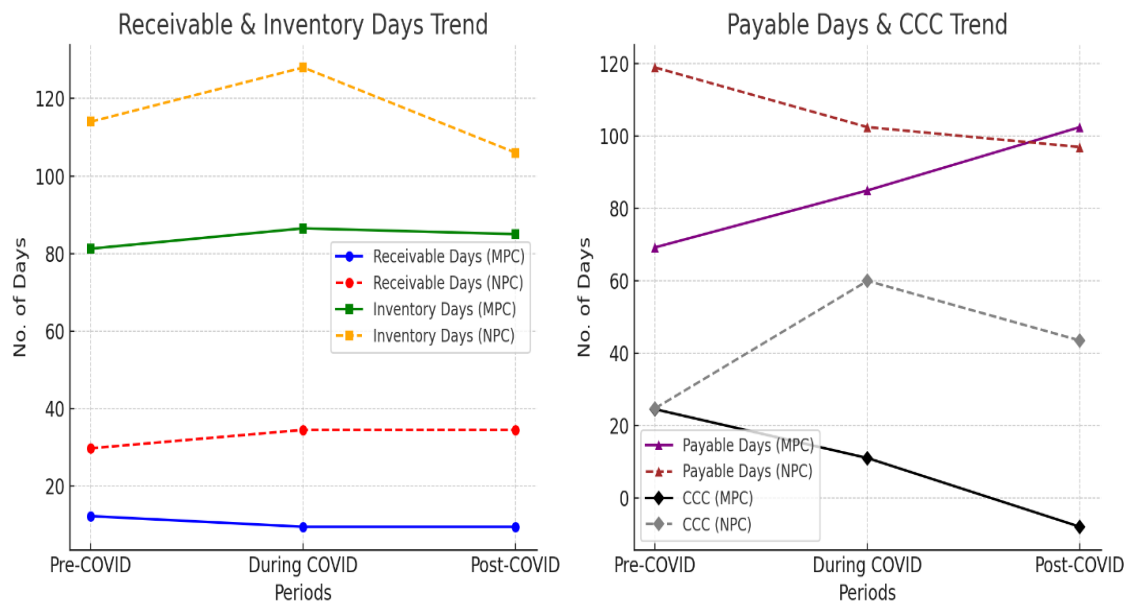 Receivable & Inventory Days Trend
No. of Days
120
100
80
60
40
20
Receivable Days (MPC)
Receivable Days (NPC)
Inventory Days (MPC)
Inventory Days (NPC)
Pre-COVID
During COVID
Post-COVID
Periods
Payable Days & CCC Trend
No. of Days
120
100
80
60
40
20
0
Payable Days (MPC)
Payable Days (NPC)
CCC (MPC)
CCC (NPC)
Pre-COVID
During COVID
Post-COVID
Periods